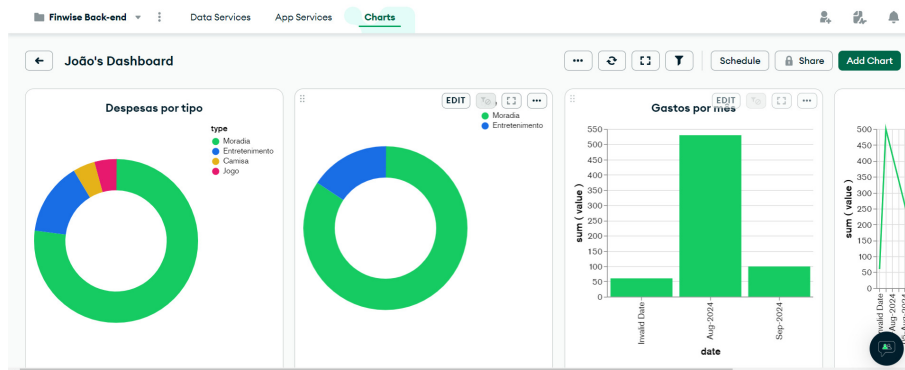 Finwise Back-end
Data Services
App Services
Charts
João's Dashboard
Schedule
Share
Add Chart
Despesas por tipo
type
Moradia
Entretenimento
Camisa
Jogo
EDIT
Moradia
Entretenimento
Gastos por mês
EDIT
550
500
450
400
350
300
250
200
150
100
50
0
sum ( value )
Invalid Date
Aug-2024
Sep-2024
date
500
450
400
350
300
250
200
150
100
50
0
sum ( value )
Aug-2024